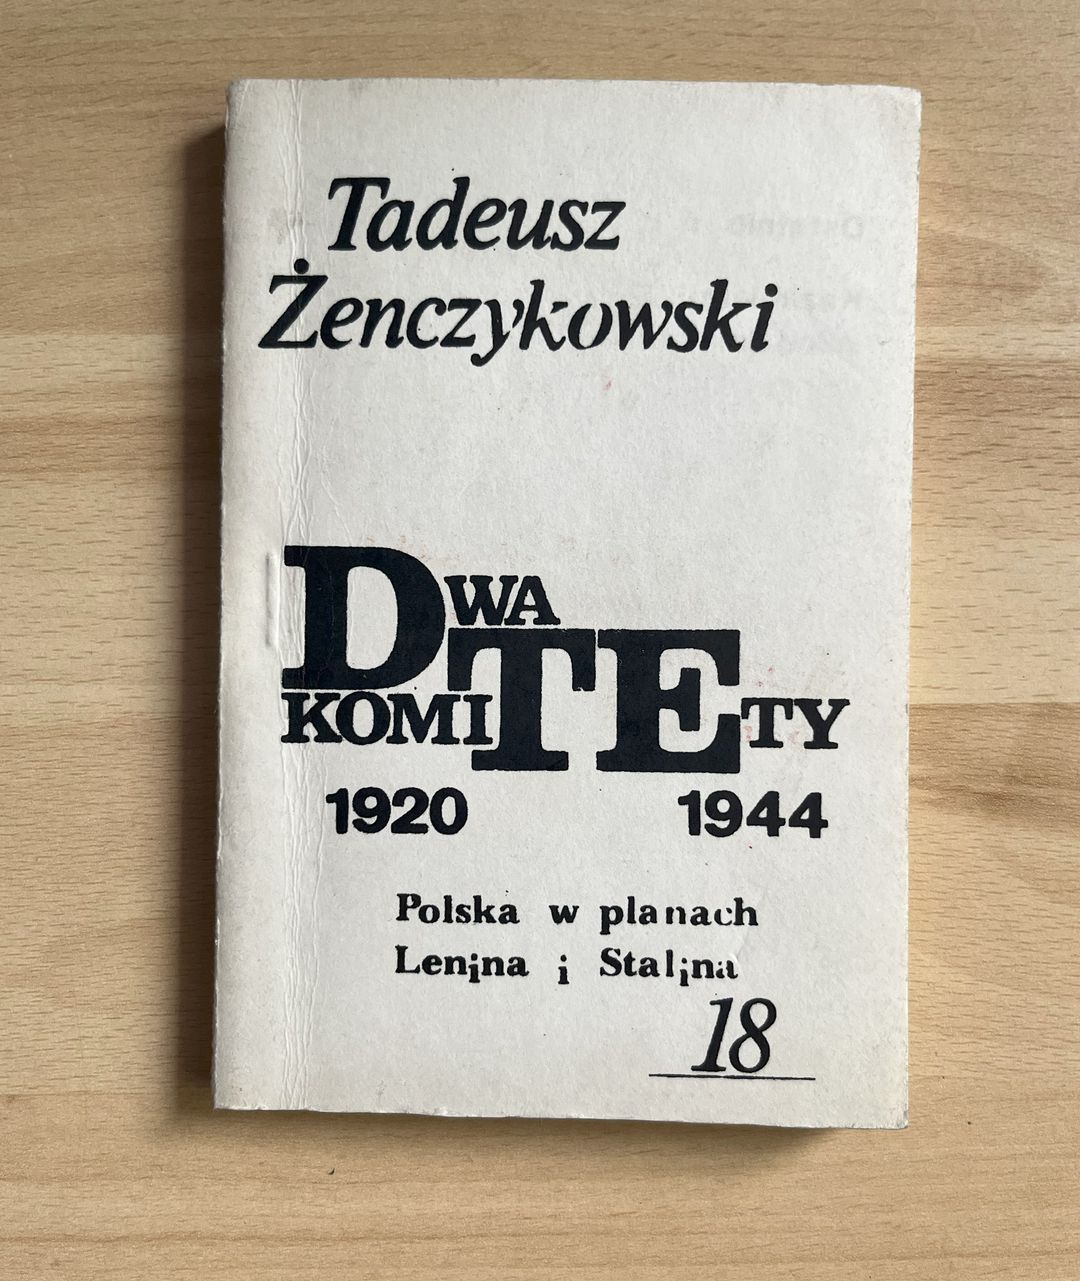 Tadeusz
Żenczykowski
DWA
KOMITETY
1920 1944
Polska w planach
Lenina i Stalina
18